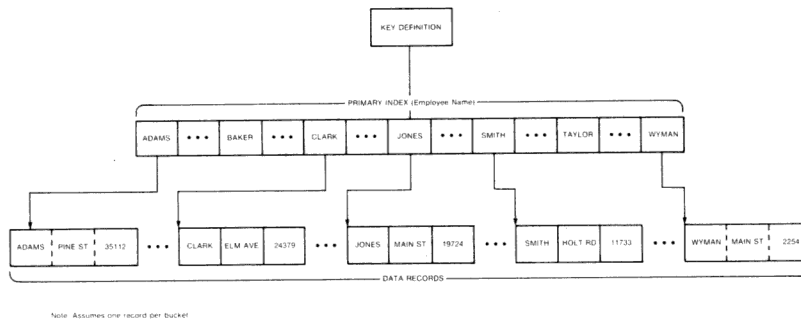 KEY DEFINITION
PRIMARY INDEX (Employee Name)
ADAMS ••• BAKER ••• CLARK ••• JONES ••• SMITH ••• TAYLOR ••• WYMAN
ADAMS PINE ST 35112 ••• CLARK ELM AVE 24379 ••• JONES MAIN ST 19724 ••• SMITH HOLT RD 11733 ••• WYMAN MAIN ST 2254
DATA RECORDS
Note Assumes one record per bucket